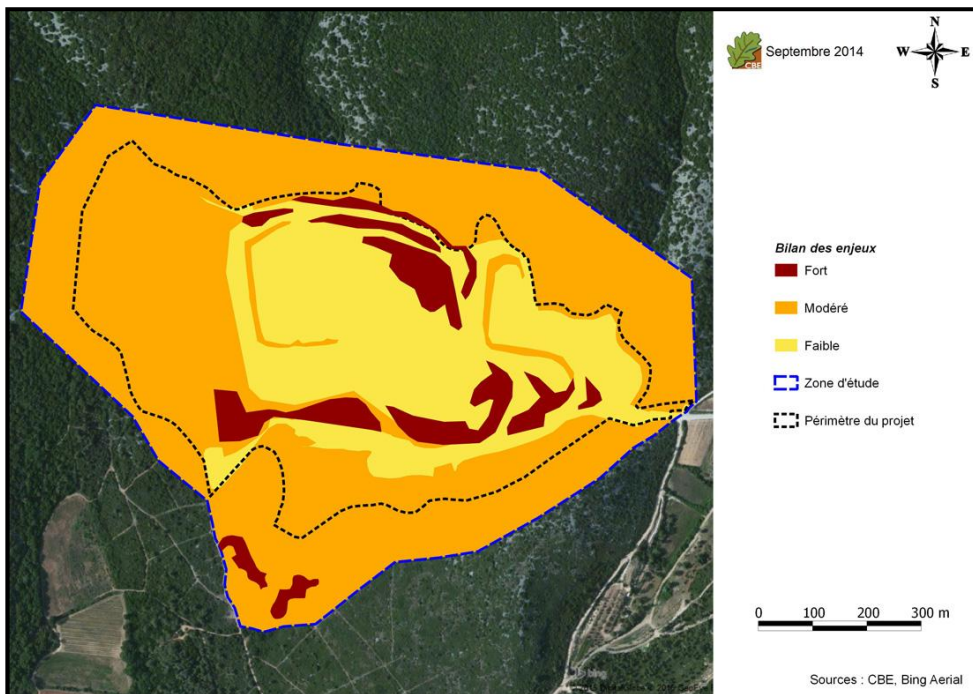 CBE
Septembre 2014
N
W E
S
Bilan des enjeux
Fort
Modéré
Faible
Zone d'étude
Périmètre du projet
bing
0 100 200 300 m
Sources : CBE, Bing Aerial